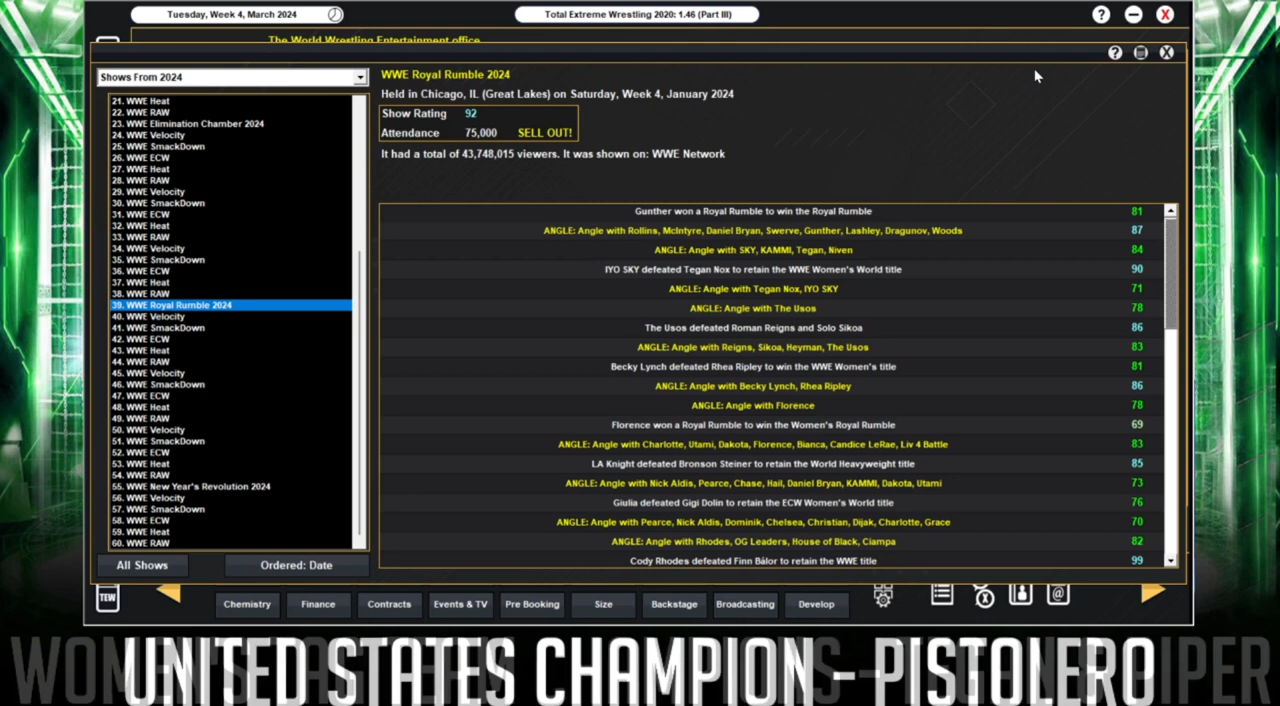 Tuesday, Week 4, March 2024
Total Extreme Wrestling 2020: 1.46 (Part III)
? X
The World Wrestling Entertainment office
? X
Shows From 2024
21. WWE Heat
22. WWE RAW
23. WWE Elimination Chamber 2024
24. WWE Velocity
25. WWE SmackDown
26. WWE ECW
27. WWE Heat
28. WWE RAW
29. WWE Velocity
30. WWE SmackDown
31. WWE ECW
32. WWE Heat
33. WWE RAW
34. WWE Velocity
35. WWE SmackDown
36. WWE ECW
37. WWE Heat
38. WWE RAW
39. WWE Royal Rumble 2024
40. WWE Velocity
41. WWE SmackDown
42. WWE ECW
43. WWE Heat
44. WWE RAW
45. WWE Velocity
46. WWE SmackDown
47. WWE ECW
48. WWE Heat
49. WWE RAW
50. WWE Velocity
51. WWE SmackDown
52. WWE ECW
53. WWE Heat
54. WWE RAW
55. WWE New Year's Revolution 2024
56. WWE Velocity
57. WWE SmackDown
58. WWE ECW
59. WWE Heat
60. WWE RAW
All Shows
Ordered: Date
WWE Royal Rumble 2024
Held in Chicago, IL (Great Lakes) on Saturday, Week 4, January 2024
Show Rating 92
Attendance 75,000 SELL OUT!
It had a total of 43,748,015 viewers. It was shown on: WWE Network
Gunther won a Royal Rumble to win the Royal Rumble 81
ANGLE: Angle with Rollins, McIntyre, Daniel Bryan, Swerve, Gunther, Lashley, Dragunov, Woods 87
ANGLE: Angle with SKY, KAMMI, Tegan, Niven 84
IYO SKY defeated Tegan Nox to retain the WWE Women's World title 90
ANGLE: Angle with Tegan Nox, IYO SKY 71
ANGLE: Angle with The Usos 78
The Usos defeated Roman Reigns and Solo Sikoa 86
ANGLE: Angle with Reigns, Sikoa, Heyman, The Usos 83
Becky Lynch defeated Rhea Ripley to win the WWE Women's title 81
ANGLE: Angle with Becky Lynch, Rhea Ripley 86
ANGLE: Angle with Florence 78
Florence won a Royal Rumble to win the Women's Royal Rumble 69
ANGLE: Angle with Charlotte, Utami, Dakota, Florence, Bianca, Candice LeRae, Liv 4 Battle 83
LA Knight defeated Bronson Steiner to retain the World Heavyweight title 85
ANGLE: Angle with Nick Aldis, Pearce, Chase, Hail, Daniel Bryan, KAMMI, Dakota, Utami 73
Giulia defeated Gigi Dolin to retain the ECW Women's World title 76
ANGLE: Angle with Pearce, Nick Aldis, Dominik, Chelsea, Christian, Dijak, Charlotte, Grace 70
ANGLE: Angle with Rhodes, OG Leaders, House of Black, Ciampa 82
Cody Rhodes defeated Finn Bálor to retain the WWE title 99
TEW
Chemistry
Finance
Contracts
Events & TV
Pre Booking
Size
Backstage
Broadcasting
Develop
UNITED STATES CHAMPION - PISTONERO